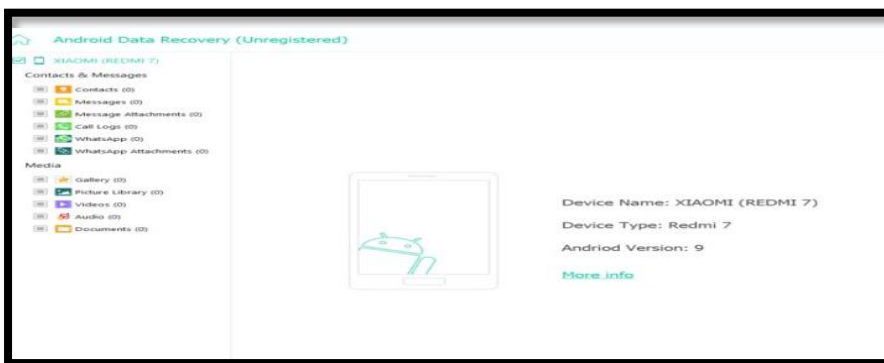 Android Data Recovery (Unregistered)
XIAOMI (REDMI 7)
Contacts & Messages
Contacts (0)
Messages (0)
Message Attachments (0)
Call Logs (0)
WhatsApp (0)
WhatsApp Attachments (0)
Media
Gallery (0)
Picture Library (0)
Videos (0)
Audio (0)
Documents (0)
Device Name: XIAOMI (REDMI 7)
Device Type: Redmi 7
Andriod Version: 9
More info